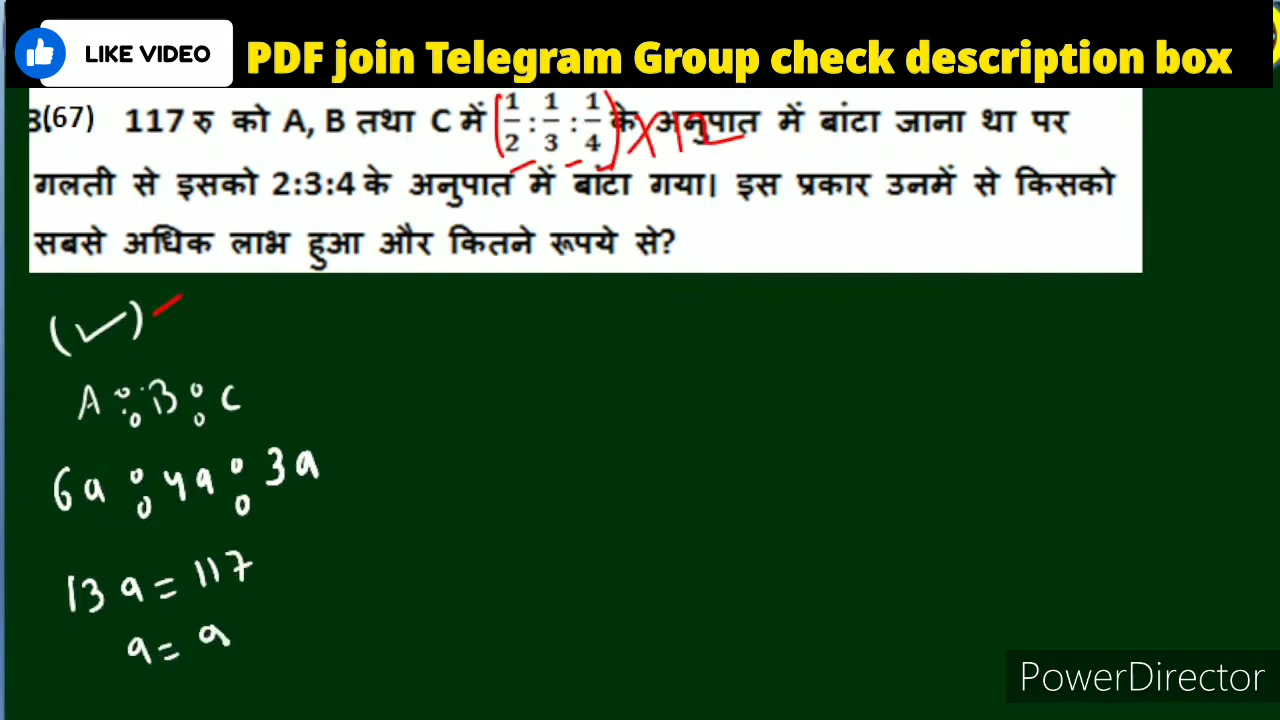 LIKE VIDEO
PDF join Telegram Group check description box
3(67) 117 रु को A, B तथा C में (1/2 : 1/3 : 1/4) के अनुपात में बांटा जाना था पर
×12
गलती से इसको 2:3:4 के अनुपात में बांटा गया। इस प्रकार उनमें से किसको
सबसे अधिक लाभ हुआ और कितने रूपये से?
(✓)
A : B : C
6a : 4a : 3a
13a = 117
a = 9
PowerDirector